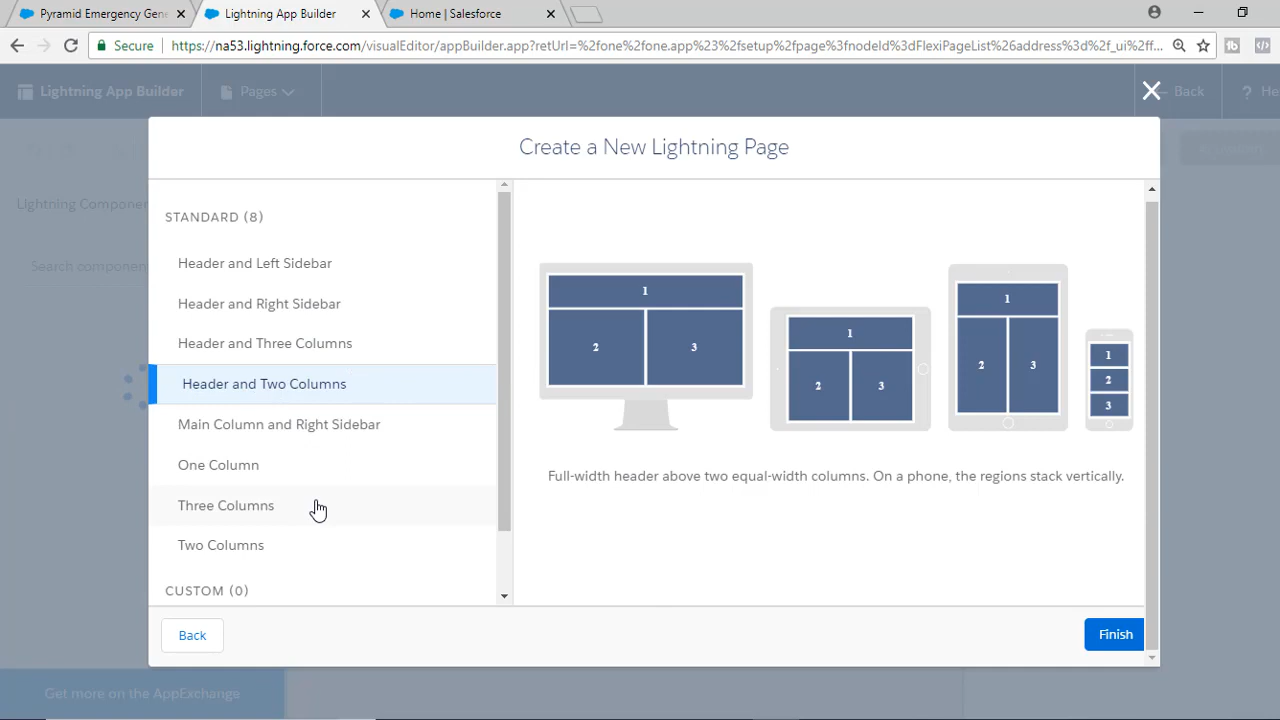 Pyramid Emergency Gene
Lightning App Builder
Home | Salesforce
Secure
https://na53.lightning.force.com/visualEditor/appBuilder.app?retUrl=%2fone%2fone.app%23%2fsetup%2fpage%3fnodeId%3dFlexiPageList%26address%3d%2f_ui%2ff...
Lightning App Builder
Pages
Back
? He
Create a New Lightning Page
Lightning Componen
Search componen
STANDARD (8)
Header and Left Sidebar
Header and Right Sidebar
Header and Three Columns
Header and Two Columns
Main Column and Right Sidebar
One Column
Three Columns
Two Columns
CUSTOM (0)
1
2 3
1
2 3
1
2 3
1
2
3
Full-width header above two equal-width columns. On a phone, the regions stack vertically.
Back
Finish
Get more on the AppExchange